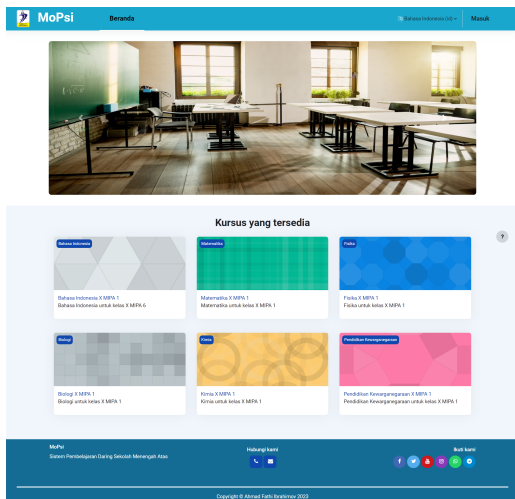 MoPsi
Beranda
Bahasa Indonesia (id)
Masuk
Kursus yang tersedia
?
Bahasa Indonesia
Matematika
Fisika
Bahasa Indonesia X MIPA 1
Bahasa Indonesia untuk kelas X MIPA 6
Matematika X MIPA 1
Matematika untuk kelas X MIPA 1
Fisika X MIPA 1
Fisika untuk kelas X MIPA 1
Biologi
Kimia
Pendidikan Kewarganegaraan
Biologi X MIPA 1
Biologi untuk kelas X MIPA 1
Kimia X MIPA 1
Kimia untuk kelas X MIPA 1
Pendidikan Kewarganegaraan X MIPA 1
Pendidikan Kewarganegaraan untuk kelas X MIPA 1
MoPsi
Sistem Pembelajaran Daring Sekolah Menengah Atas
Hubungi kami
Ikuti kami
Copyright © Ahmad Fathi Ibrahimov 2023